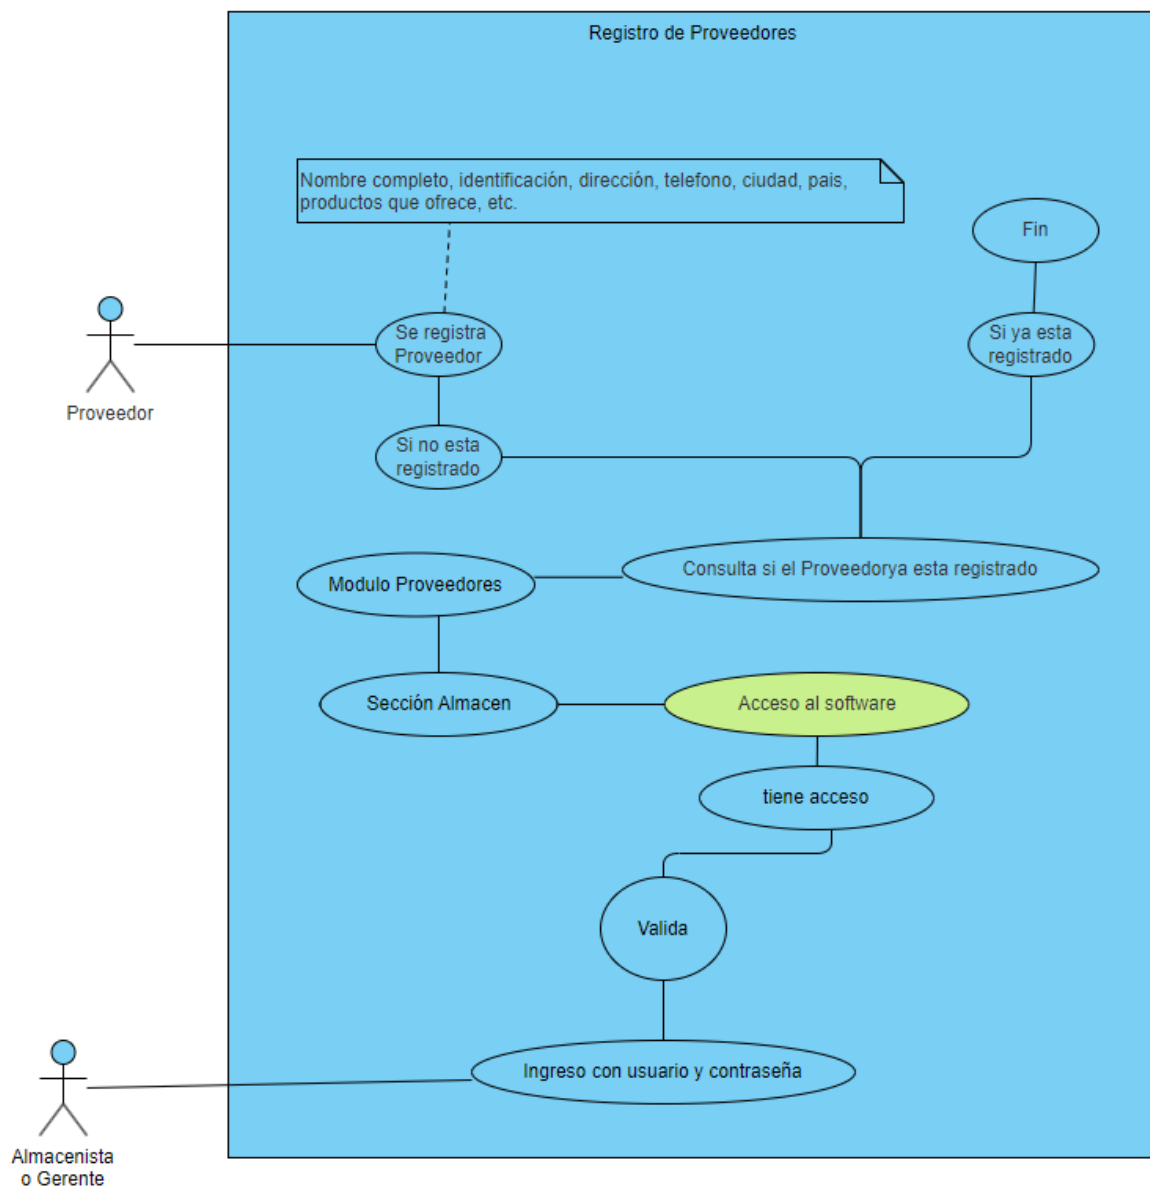 Registro de Proveedores
Nombre completo, identificación, dirección, telefono, ciudad, pais,
productos que ofrece, etc.
Fin
Se registra
Proveedor
Si ya esta
registrado
Proveedor
Si no esta
registrado
Consulta si el Proveedorya esta registrado
Modulo Proveedores
Sección Almacen
Acceso al software
tiene acceso
Valida
Ingreso con usuario y contraseña
Almacenista
o Gerente